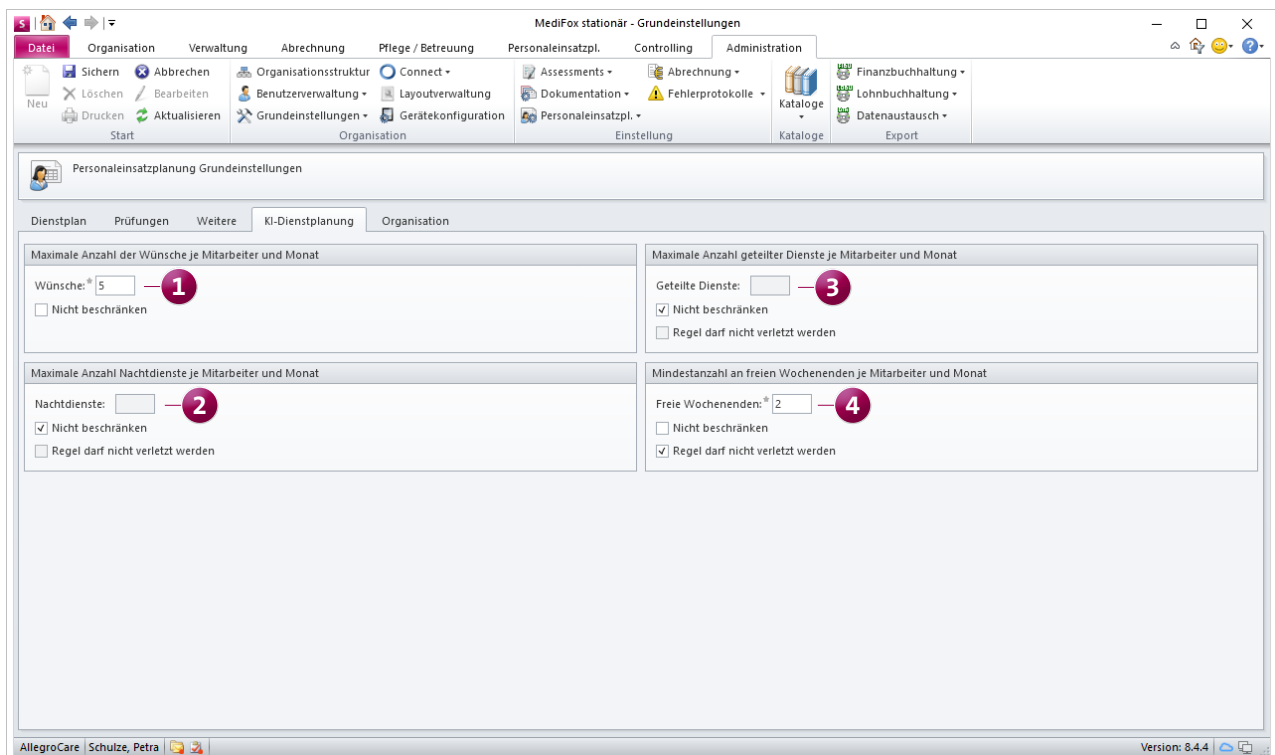 S
MediFox stationär - Grundeinstellungen
Datei Organisation Verwaltung Abrechnung Pflege / Betreuung Personaleinsatzpl. Controlling Administration
Neu
Sichern Abbrechen
Löschen Bearbeiten
Drucken Aktualisieren
Start
Organisationsstruktur Connect
Benutzerverwaltung Layoutverwaltung
Grundeinstellungen Gerätekonfiguration
Organisation
Assessments Abrechnung
Dokumentation Fehlerprotokolle
Personaleinsatzpl.
Einstellung
Kataloge
Kataloge
Finanzbuchhaltung
Lohnbuchhaltung
Datenaustausch
Export
Personaleinsatzplanung Grundeinstellungen
Dienstplan Prüfungen Weitere KI-Dienstplanung Organisation
Maximale Anzahl der Wünsche je Mitarbeiter und Monat
Wünsche:* 5
1
Nicht beschränken
Maximale Anzahl geteilter Dienste je Mitarbeiter und Monat
Geteilte Dienste:
3
Nicht beschränken
Regel darf nicht verletzt werden
Maximale Anzahl Nachtdienste je Mitarbeiter und Monat
Nachtdienste:
2
Nicht beschränken
Regel darf nicht verletzt werden
Mindestanzahl an freien Wochenenden je Mitarbeiter und Monat
Freie Wochenenden:* 2
4
Nicht beschränken
Regel darf nicht verletzt werden
AllegroCare Schulze, Petra Version: 8.4.4